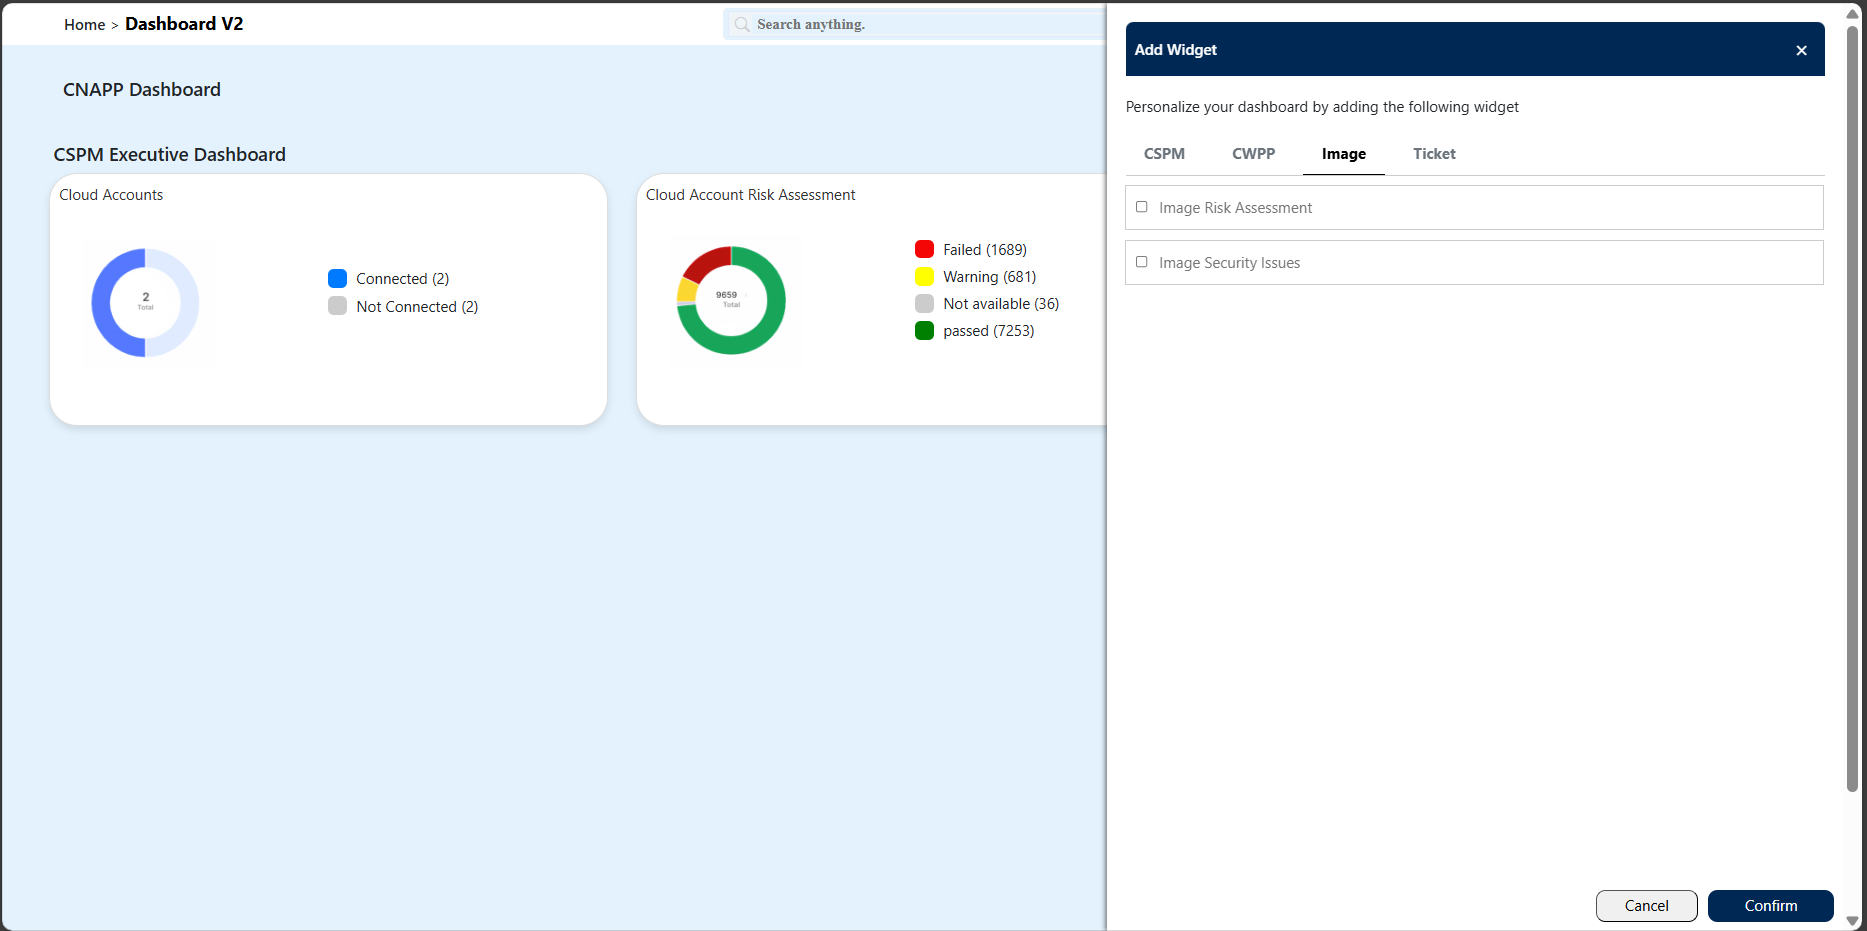 Home > Dashboard V2
Search anything.
CNAPP Dashboard
CSPM Executive Dashboard
Cloud Accounts
2
Total
Connected (2)
Not Connected (2)
Cloud Account Risk Assessment
9659
Total
Failed (1689)
Warning (681)
Not available (36)
passed (7253)
Add Widget
×
Personalize your dashboard by adding the following widget
CSPM CWPP Image Ticket
Image Risk Assessment
Image Security Issues
Cancel Confirm